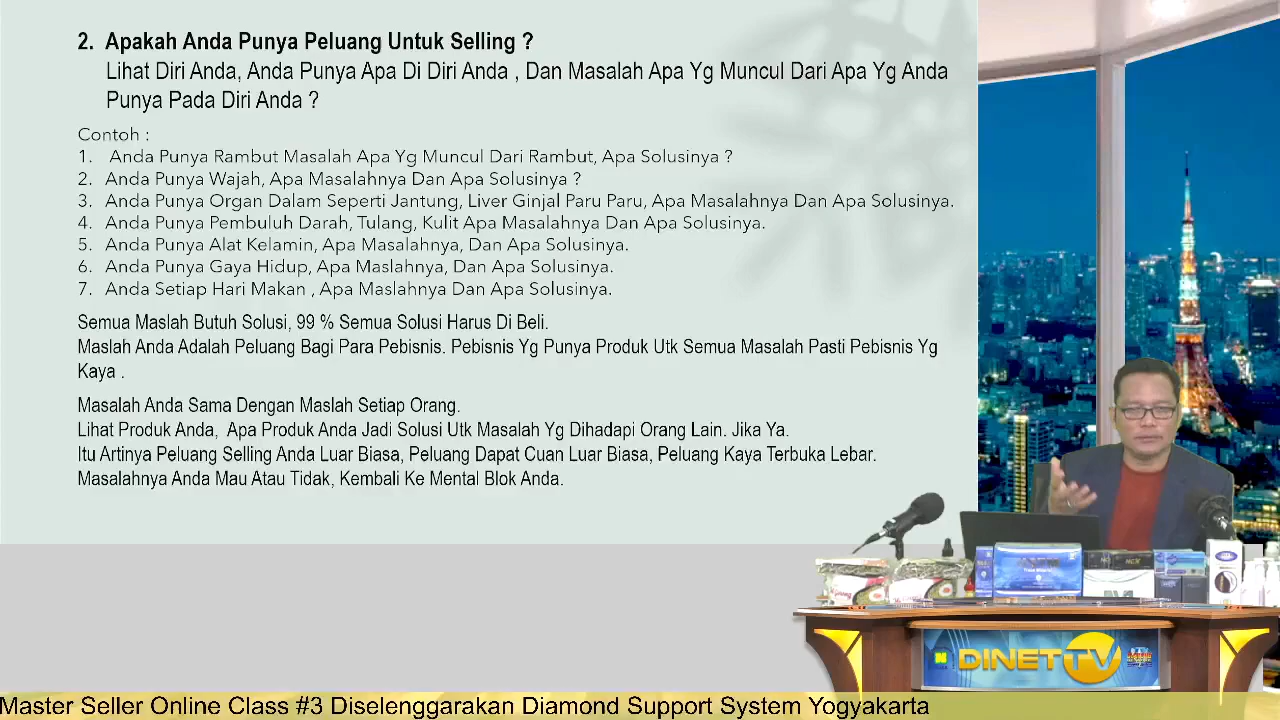 2. Apakah Anda Punya Peluang Untuk Selling ?
Lihat Diri Anda, Anda Punya Apa Di Diri Anda , Dan Masalah Apa Yg Muncul Dari Apa Yg Anda
Punya Pada Diri Anda ?
Contoh :
1. Anda Punya Rambut Masalah Apa Yg Muncul Dari Rambut, Apa Solusinya ?
2. Anda Punya Wajah, Apa Masalahnya Dan Apa Solusinya ?
3. Anda Punya Organ Dalam Seperti Jantung, Liver Ginjal Paru Paru, Apa Masalahnya Dan Apa Solusinya.
4. Anda Punya Pembuluh Darah, Tulang, Kulit Apa Masalahnya Dan Apa Solusinya.
5. Anda Punya Alat Kelamin, Apa Masalahnya, Dan Apa Solusinya.
6. Anda Punya Gaya Hidup, Apa Maslahnya, Dan Apa Solusinya.
7. Anda Setiap Hari Makan , Apa Maslahnya Dan Apa Solusinya.
Semua Maslah Butuh Solusi, 99 % Semua Solusi Harus Di Beli.
Maslah Anda Adalah Peluang Bagi Para Pebisnis. Pebisnis Yg Punya Produk Utk Semua Masalah Pasti Pebisnis Yg
Kaya .
Masalah Anda Sama Dengan Maslah Setiap Orang.
Lihat Produk Anda, Apa Produk Anda Jadi Solusi Utk Masalah Yg Dihadapi Orang Lain. Jika Ya.
Itu Artinya Peluang Selling Anda Luar Biasa, Peluang Dapat Cuan Luar Biasa, Peluang Kaya Terbuka Lebar.
Masalahnya Anda Mau Atau Tidak, Kembali Ke Mental Blok Anda.
DINET TV
Master Seller Online Class #3 Diselenggarakan Diamond Support System Yogyakarta